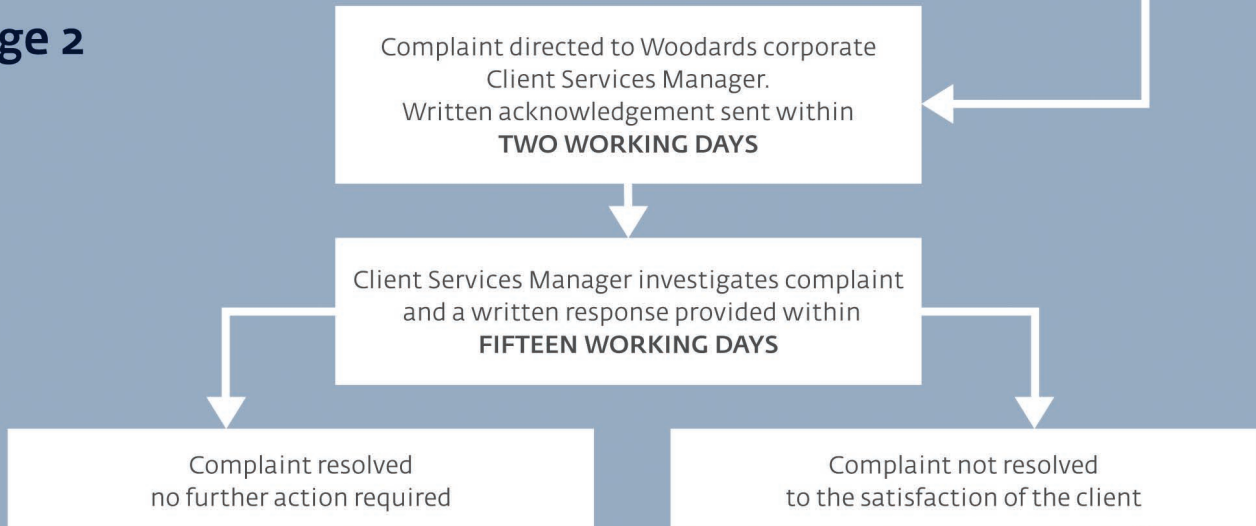 ge 2
Complaint directed to Woodards corporate
Client Services Manager.
Written acknowledgement sent within
TWO WORKING DAYS
Client Services Manager investigates complaint
and a written response provided within
FIFTEEN WORKING DAYS
Complaint resolved
no further action required
Complaint not resolved
to the satisfaction of the client